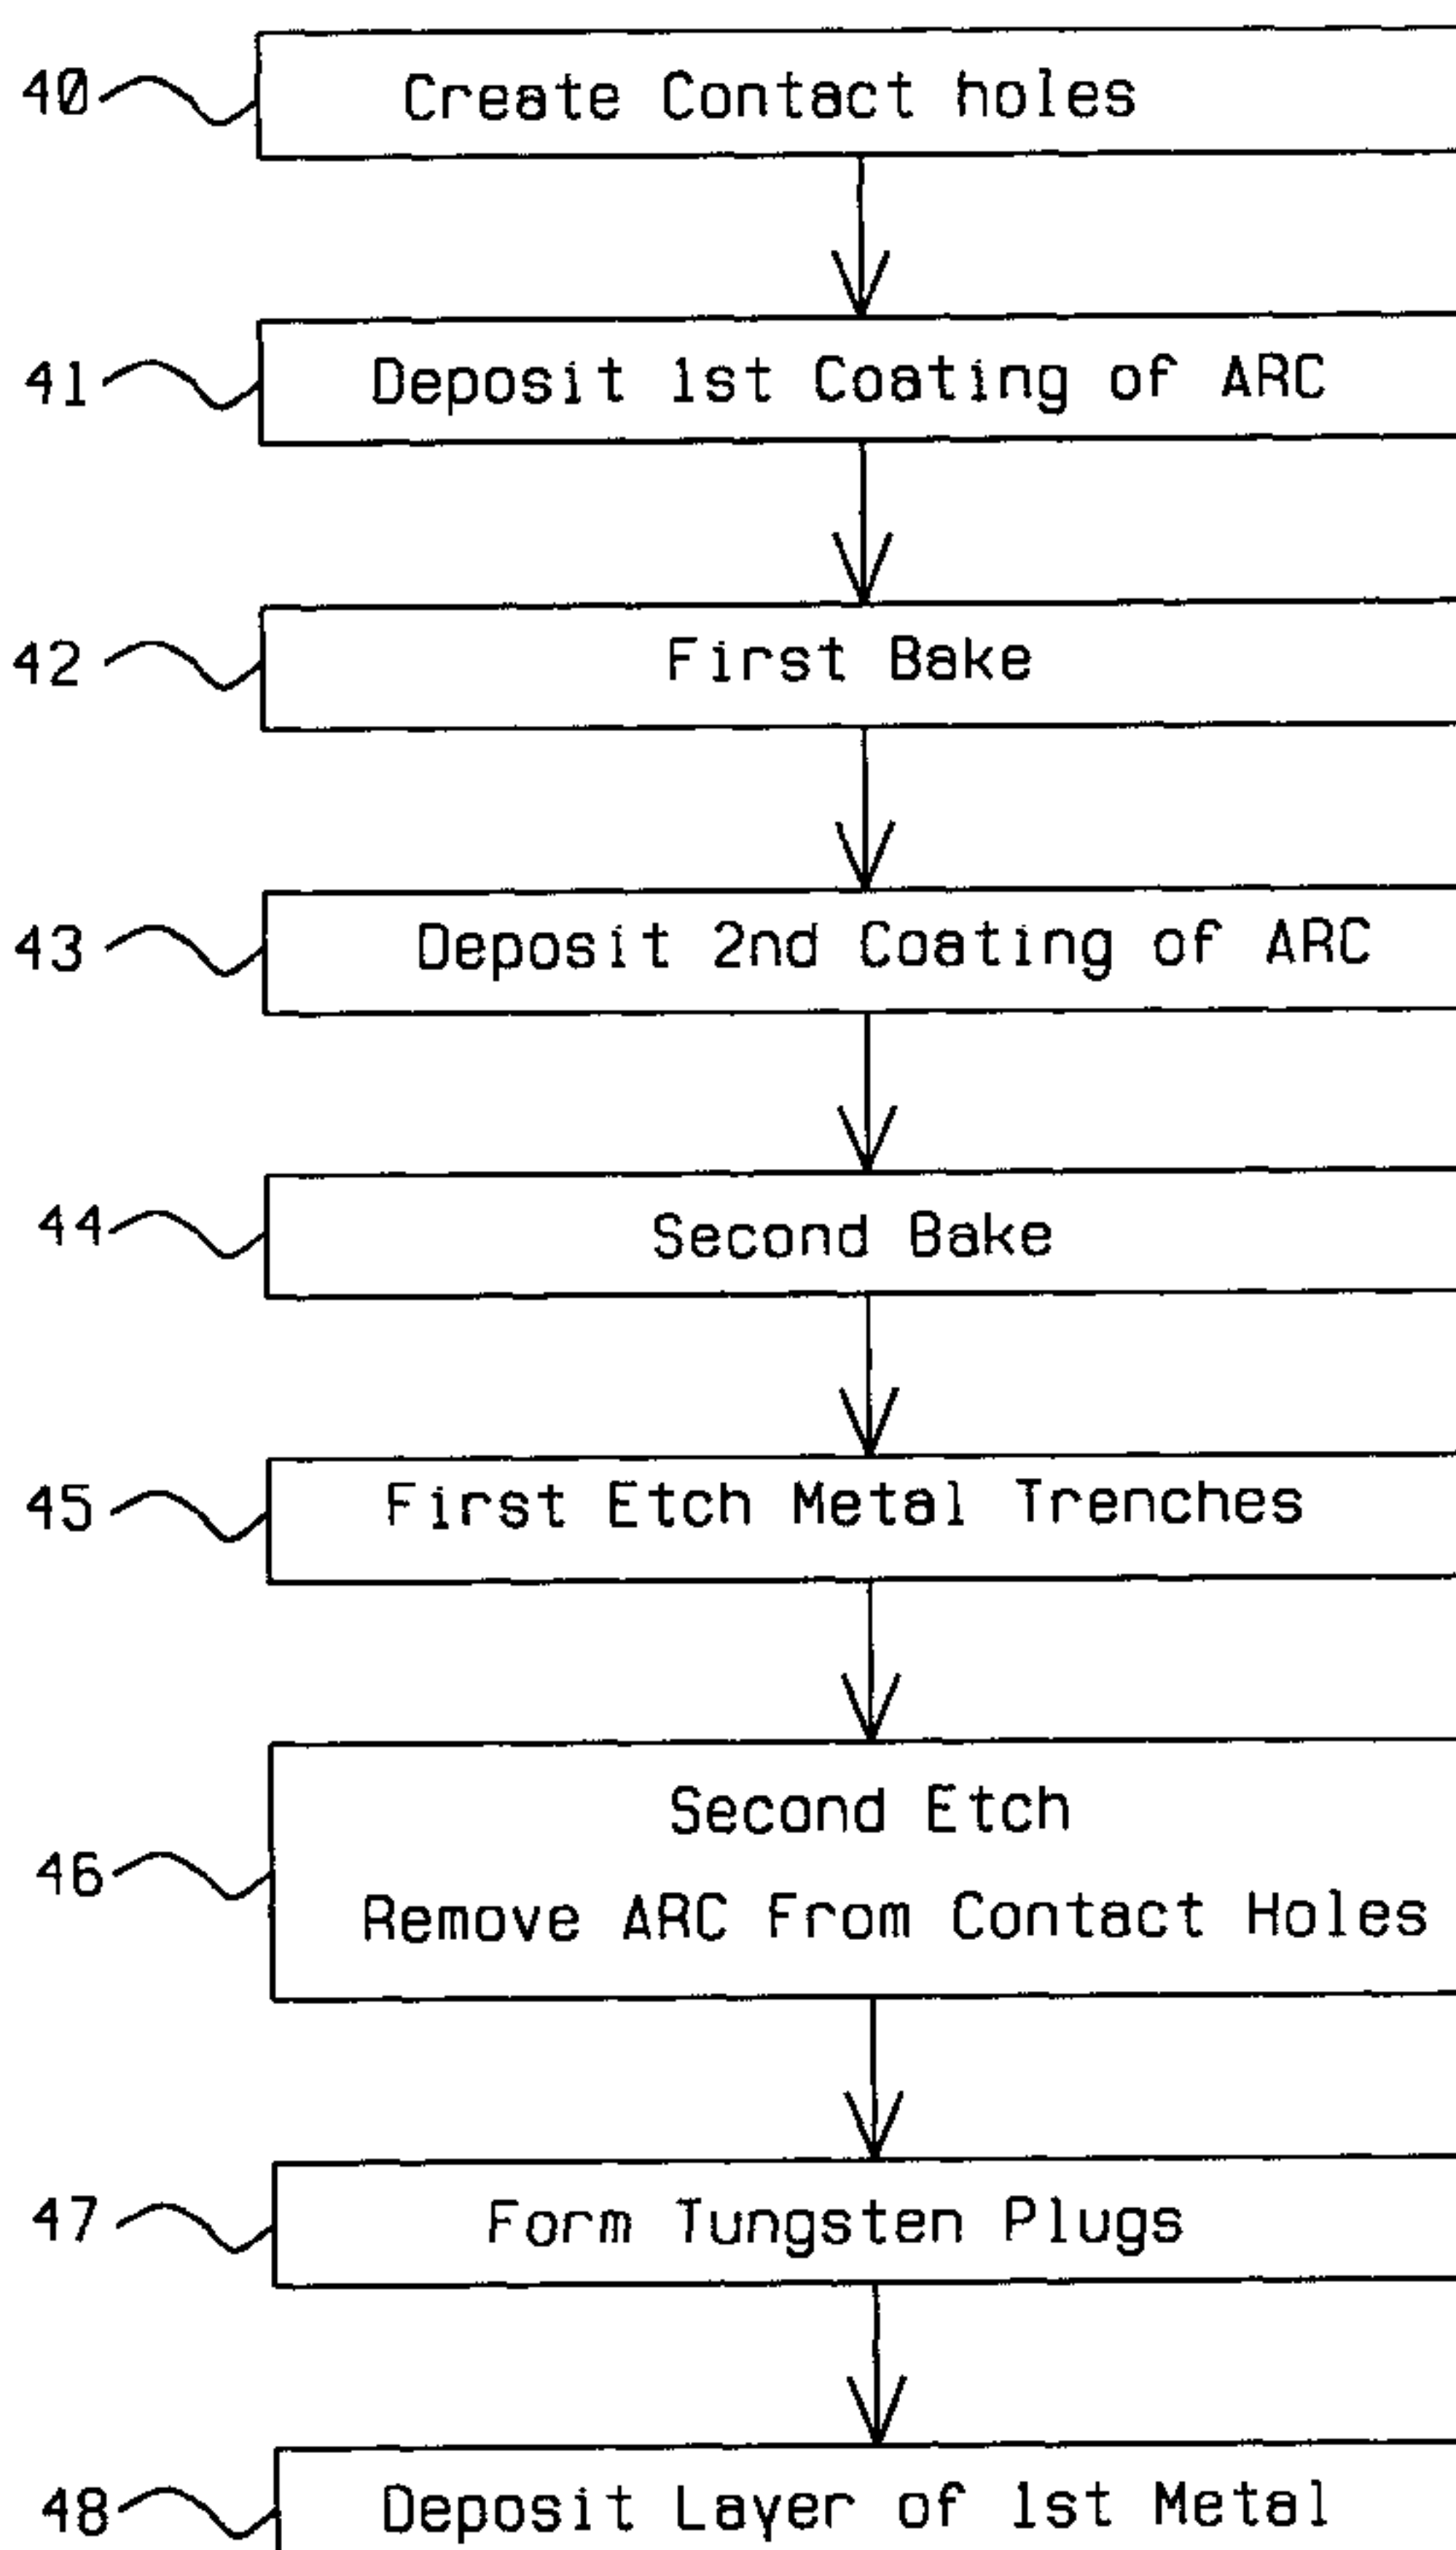 40 Create Contact holes
41 Deposit 1st Coating of ARC
42 First Bake
43 Deposit 2nd Coating of ARC
44 Second Bake
45 First Etch Metal Trenches
Second Etch
46 Remove ARC From Contact Holes
47 Form Tungsten Plugs
48 Deposit Layer of 1st Metal